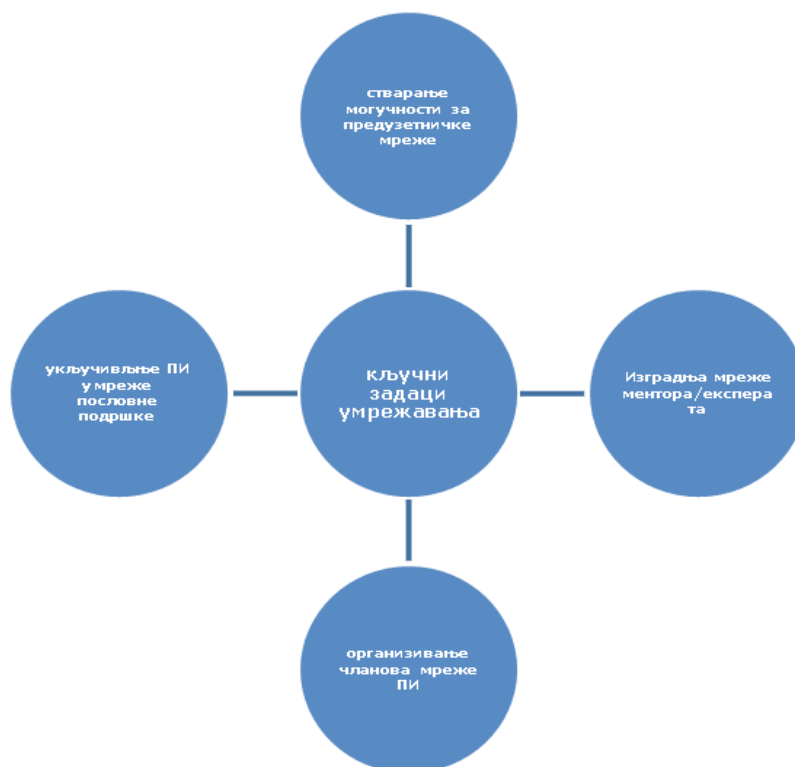 стварање
могучности за
предузетничке
мреже
укључивљње ПИ
у мреже
пословне
подршке
кључни
задаци
умрежавања
Изградња мреже
ментора/експера
та
организивање
чланова мреже
ПИ